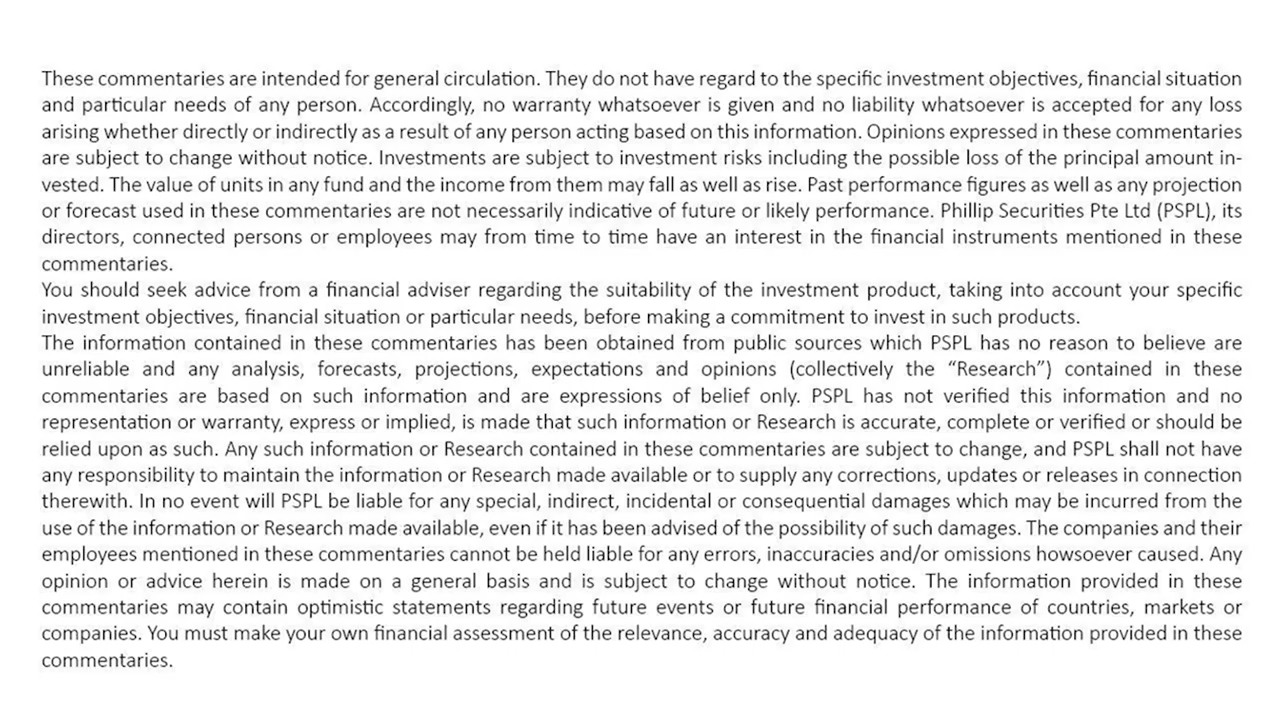 These commentaries are intended for general circulation. They do not have regard to the specific investment objectives, financial situation
and particular needs of any person. Accordingly, no warranty whatsoever is given and no liability whatsoever is accepted for any loss
arising whether directly or indirectly as a result of any person acting based on this information. Opinions expressed in these commentaries
are subject to change without notice. Investments are subject to investment risks including the possible loss of the principal amount in-
vested. The value of units in any fund and the income from them may fall as well as rise. Past performance figures as well as any projection
or forecast used in these commentaries are not necessarily indicative of future or likely performance. Phillip Securities Pte Ltd (PSPL), its
directors, connected persons or employees may from time to time have an interest in the financial instruments mentioned in these
commentaries.
You should seek advice from a financial adviser regarding the suitability of the investment product, taking into account your specific
investment objectives, financial situation or particular needs, before making a commitment to invest in such products.
The information contained in these commentaries has been obtained from public sources which PSPL has no reason to believe are
unreliable and any analysis, forecasts, projections, expectations and opinions (collectively the “Research”) contained in these
commentaries are based on such information and are expressions of belief only. PSPL has not verified this information and no
representation or warranty, express or implied, is made that such information or Research is accurate, complete or verified or should be
relied upon as such. Any such information or Research contained in these commentaries are subject to change, and PSPL shall not have
any responsibility to maintain the information or Research made available or to supply any corrections, updates or releases in connection
therewith. In no event will PSPL be liable for any special, indirect, incidental or consequential damages which may be incurred from the
use of the information or Research made available, even if it has been advised of the possibility of such damages. The companies and their
employees mentioned in these commentaries cannot be held liable for any errors, inaccuracies and/or omissions howsoever caused. Any
opinion or advice herein is made on a general basis and is subject to change without notice. The information provided in these
commentaries may contain optimistic statements regarding future events or future financial performance of countries, markets or
companies. You must make your own financial assessment of the relevance, accuracy and adequacy of the information provided in these
commentaries.